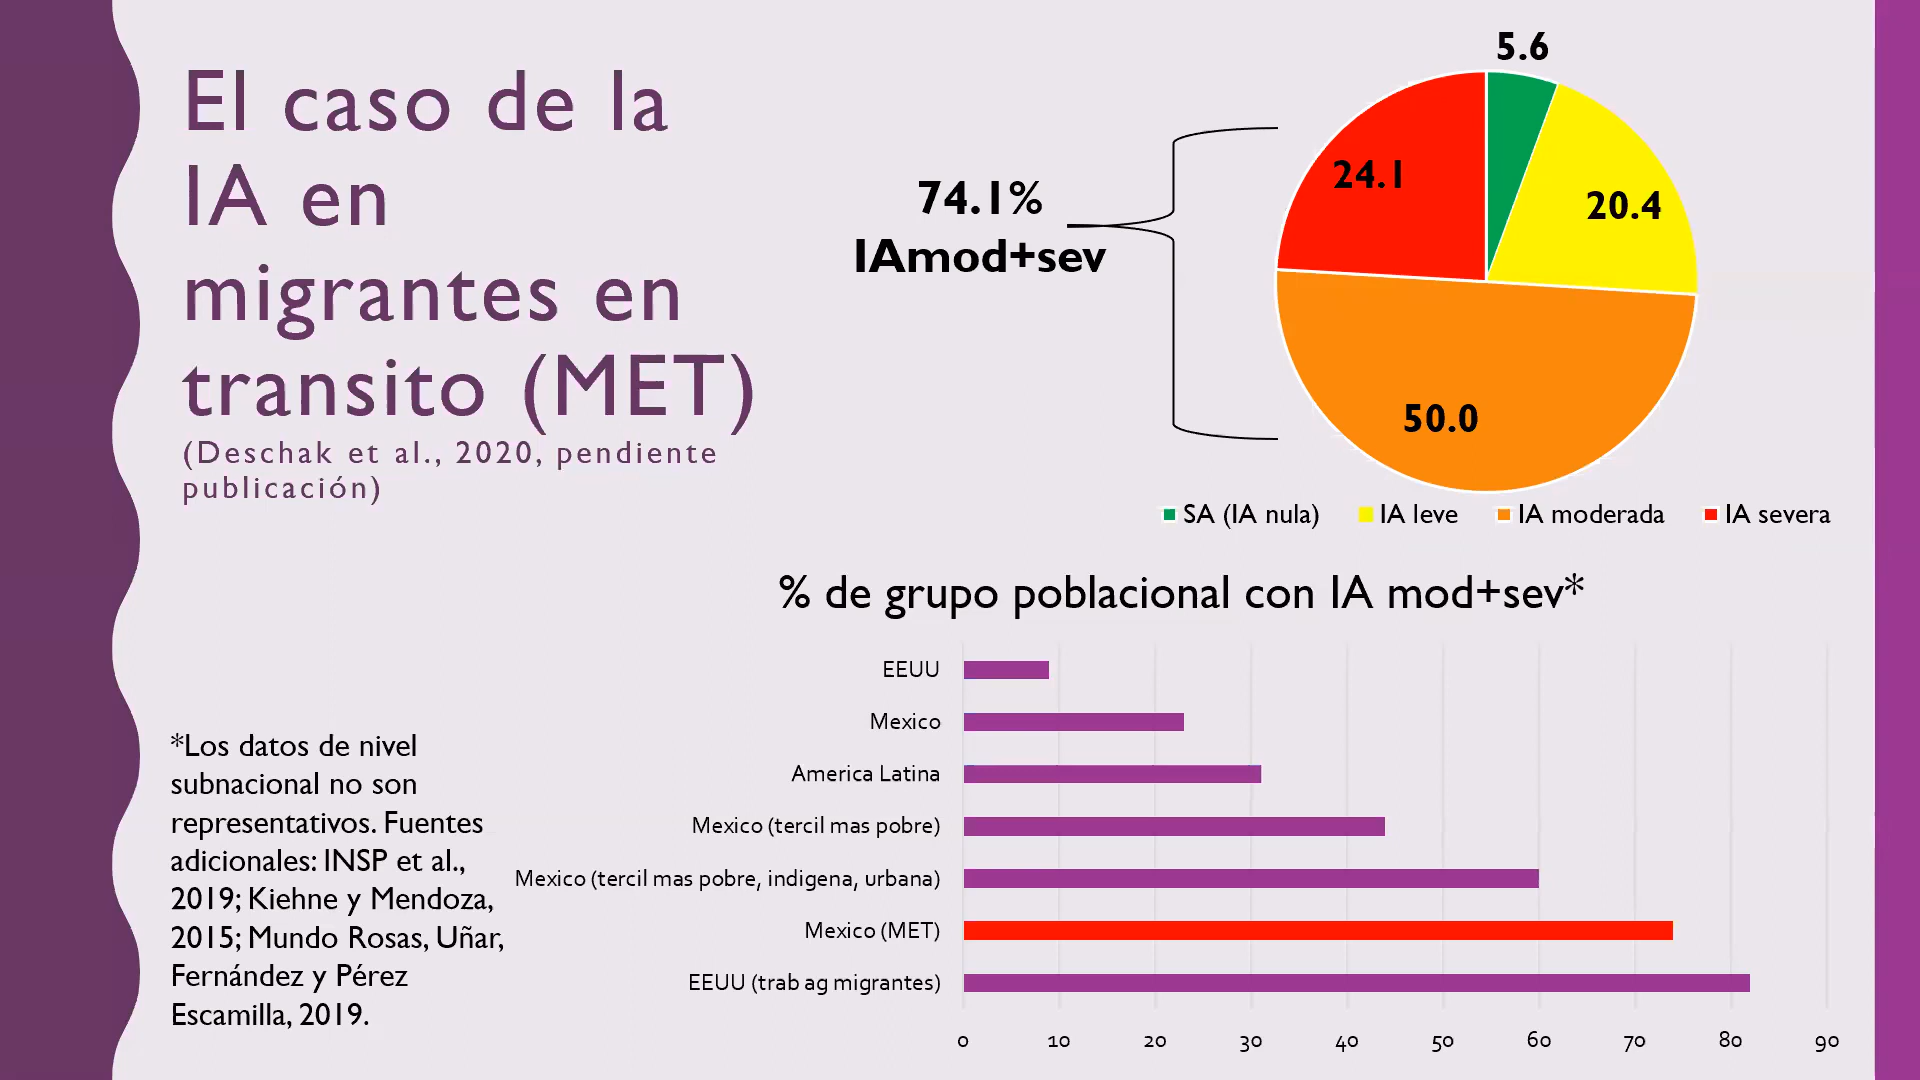 El caso de la
IA en
migrantes en
transito (MET)
(Deschak et al., 2020, pendiente
publicación)
5.6
24.1
20.4
50.0
74.1%
IAmod+sev
SA (IA nula)
IA leve
IA moderada
IA severa
% de grupo poblacional con IA mod+sev*
EEUU
Mexico
America Latina
Mexico (tercil mas pobre)
Mexico (tercil mas pobre, indigena, urbana)
Mexico (MET)
EEUU (trab ag migrantes)
0 10 20 30 40 50 60 70 80 90
*Los datos de nivel
subnacional no son
representativos. Fuentes
adicionales: INSP et al.,
2019; Kiehne y Mendoza,
2015; Mundo Rosas, Uñar,
Fernández y Pérez
Escamilla, 2019.